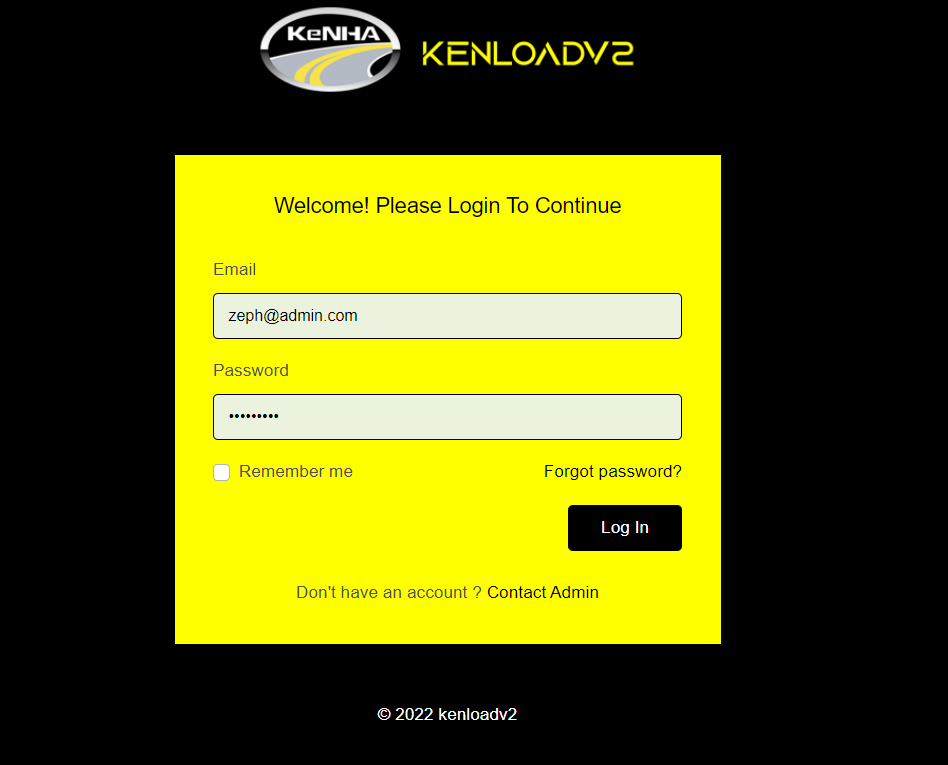 KeNHA KENLOADV2
Welcome! Please Login To Continue
Email
zeph@admin.com
Password
•••••••••
Remember me Forgot password?
Log In
Don't have an account ? Contact Admin
© 2022 kenloadv2